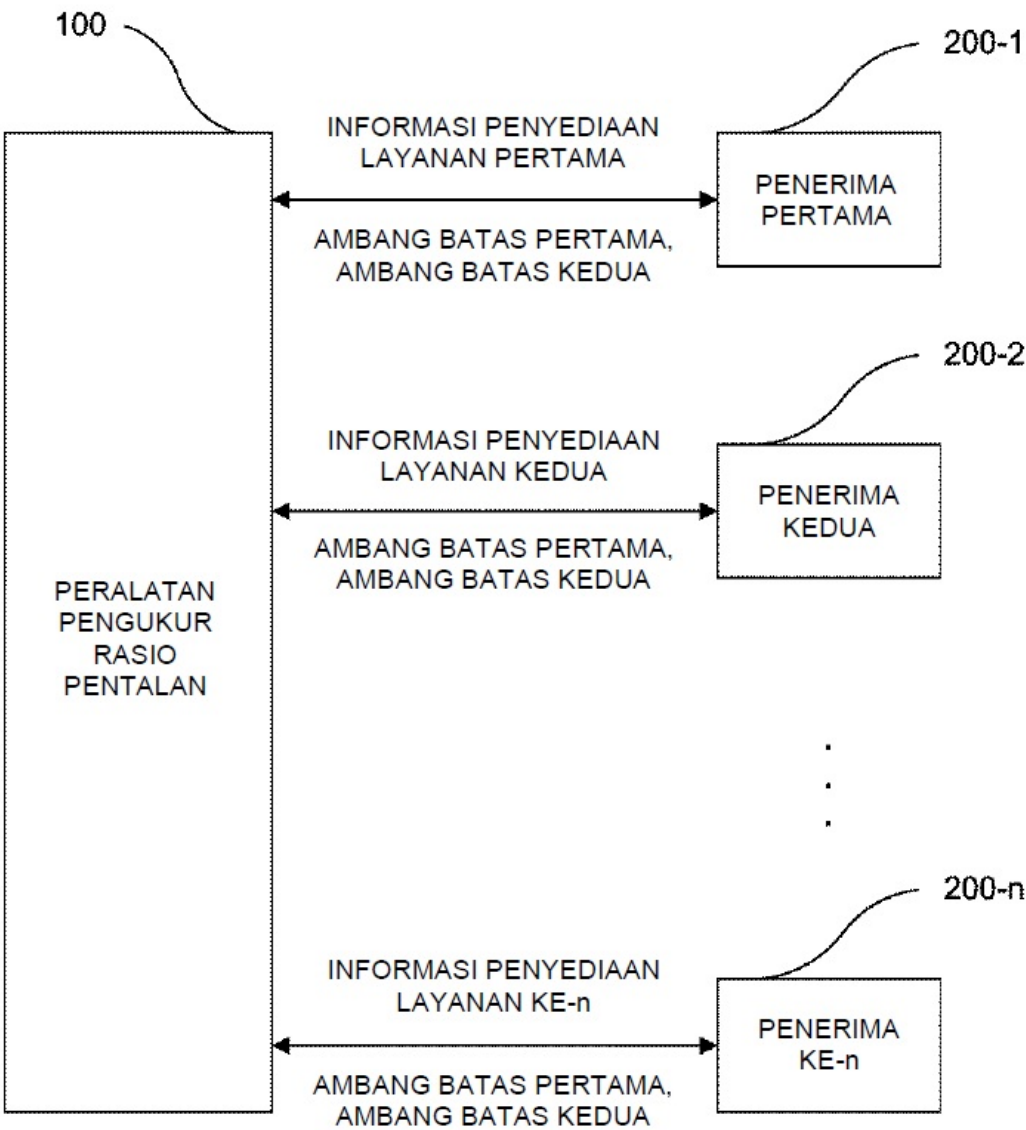 100
200-1
INFORMASI PENYEDIAAN
LAYANAN PERTAMA
PENERIMA
PERTAMA
AMBANG BATAS PERTAMA,
AMBANG BATAS KEDUA
200-2
INFORMASI PENYEDIAAN
LAYANAN KEDUA
PENERIMA
KEDUA
AMBANG BATAS PERTAMA,
AMBANG BATAS KEDUA
PERALATAN
PENGUKUR
RASIO
PENTALAN
200-n
INFORMASI PENYEDIAAN
LAYANAN KE-n
PENERIMA
KE-n
AMBANG BATAS PERTAMA,
AMBANG BATAS KEDUA